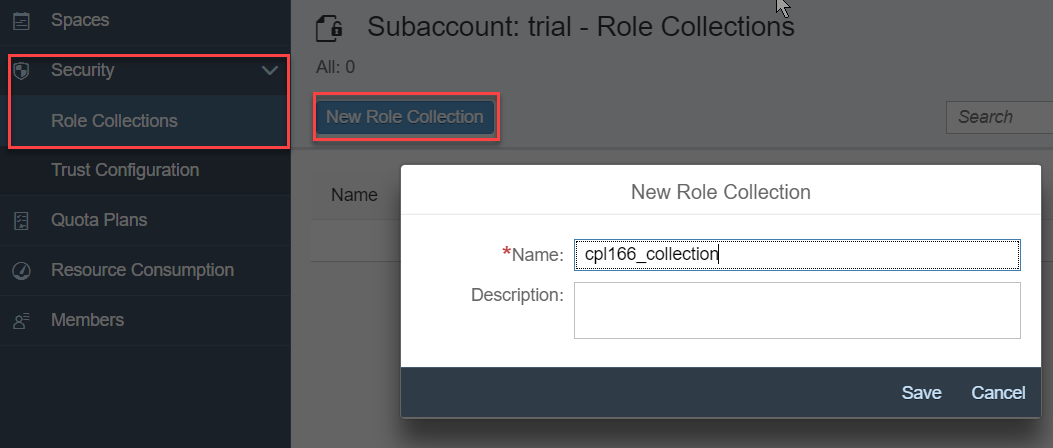 Spaces
Security
Role Collections
Trust Configuration
Quota Plans
Resource Consumption
Members
Subaccount: trial - Role Collections
All: 0
New Role Collection
Search
Name
New Role Collection
*Name: cpl166_collection
Description:
Save Cancel